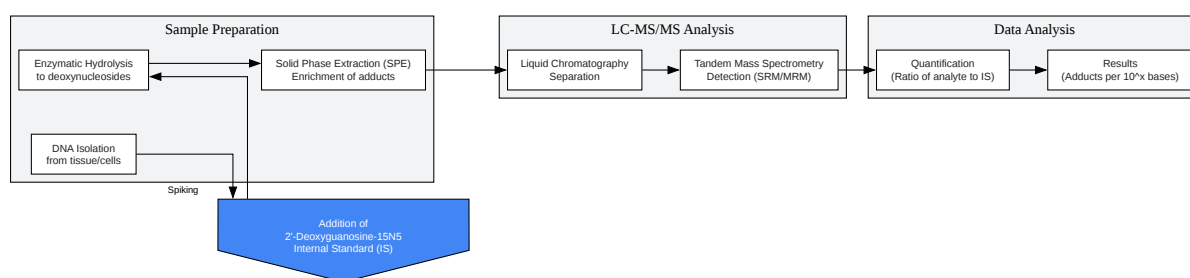 Sample Preparation
Enzymatic Hydrolysis
to deoxynucleosides
Solid Phase Extraction (SPE)
Enrichment of adducts
DNA Isolation
from tissue/cells
Spiking
Addition of
2'-Deoxyguanosine-15N5
Internal Standard (IS)
LC-MS/MS Analysis
Liquid Chromatography
Separation
Tandem Mass Spectrometry
Detection (SRM/MRM)
Data Analysis
Quantification
(Ratio of analyte to IS)
Results
(Adducts per 10^x bases)